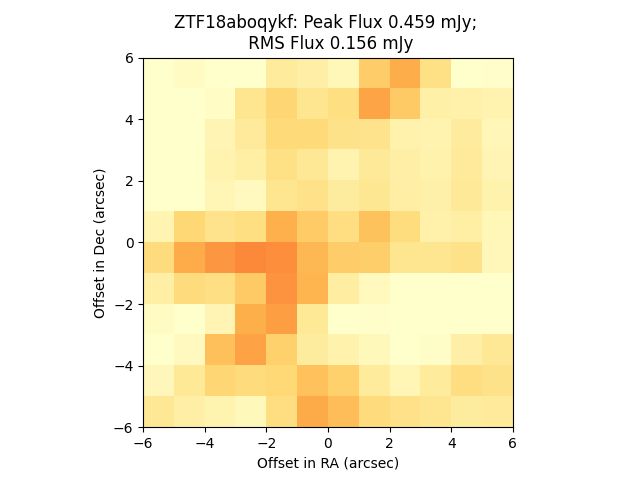 ZTF18aboqykf: Peak Flux 0.459 mJy;
RMS Flux 0.156 mJy
6
4
2
0
−2
−4
−6
Offset in Dec (arcsec)
−6 −4 −2 0 2 4 6
Offset in RA (arcsec)